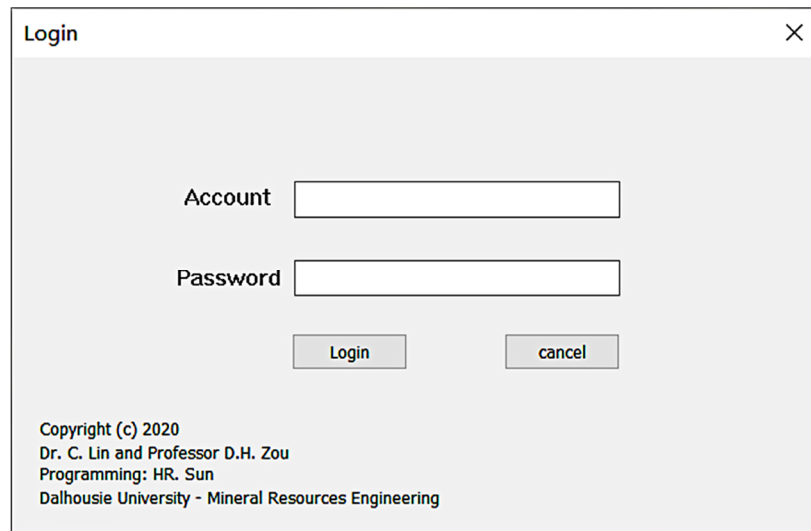 Login
Account
Password
Login cancel
Copyright (c) 2020
Dr. C. Lin and Professor D.H. Zou
Programming: HR. Sun
Dalhousie University - Mineral Resources Engineering